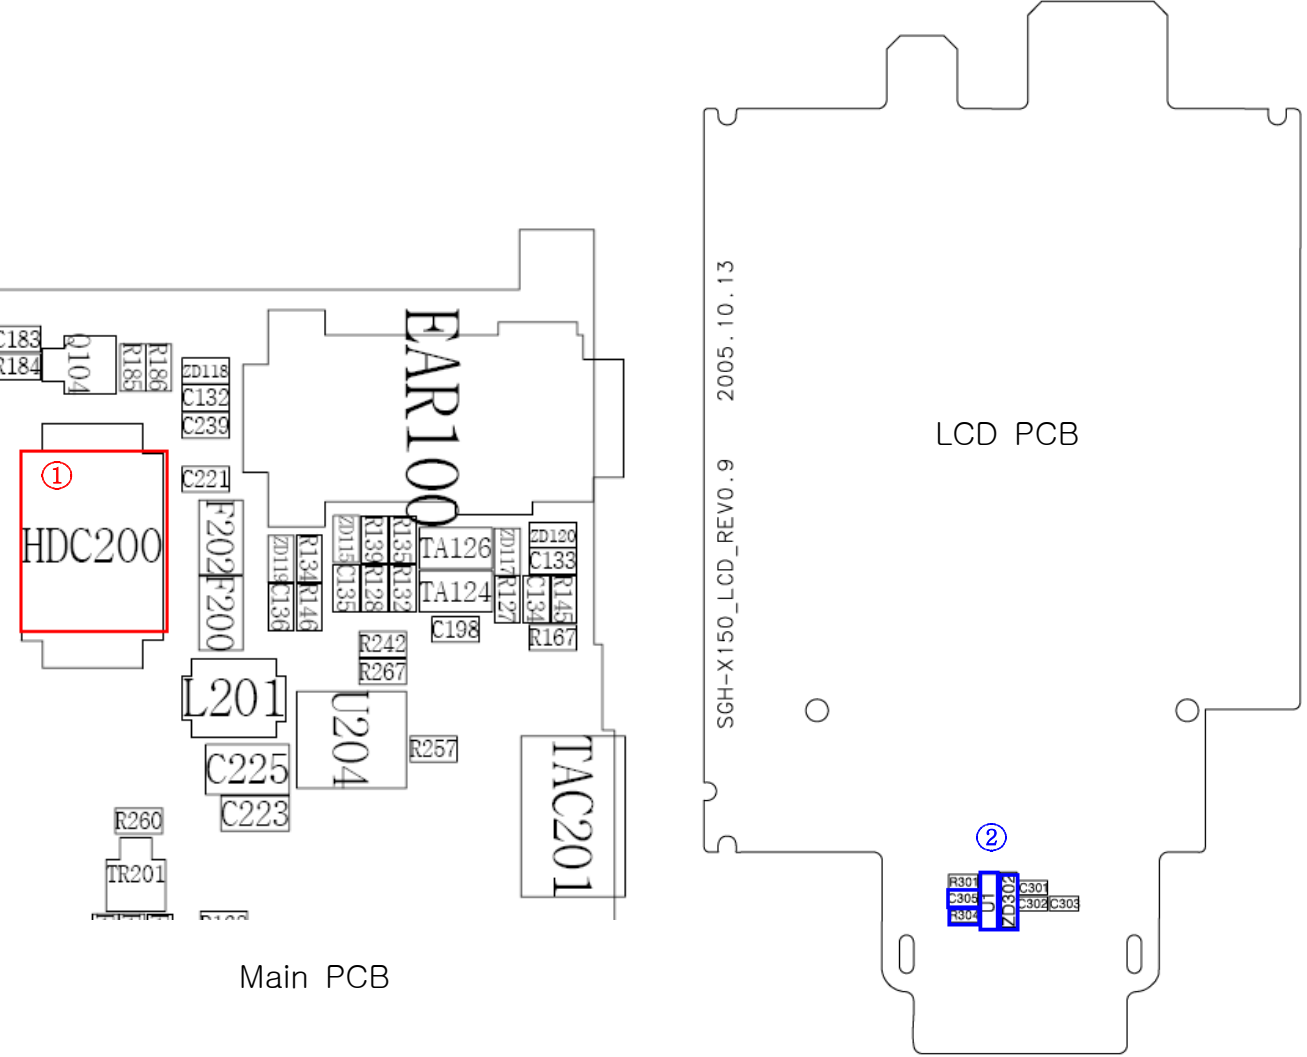 C183
R184
Q104
R185
R186
ZD118
C132
C239
C221
①
HDC200
F202
F200
EAR100
ZD119
R134
C136
R146
ZD115
R139
R135
C135
R128
R132
TA126
TA124
C198
ZD117
R127
ZD120
C133
C134
R145
R167
R242
R267
L201
U204
R257
C225
C223
TAC201
R260
TR201
Main PCB
SGH-X150_LCD_REV0.9 2005.10.13
LCD PCB
②
R301
C305
R304
U1
ZD302
C301
C302
C303